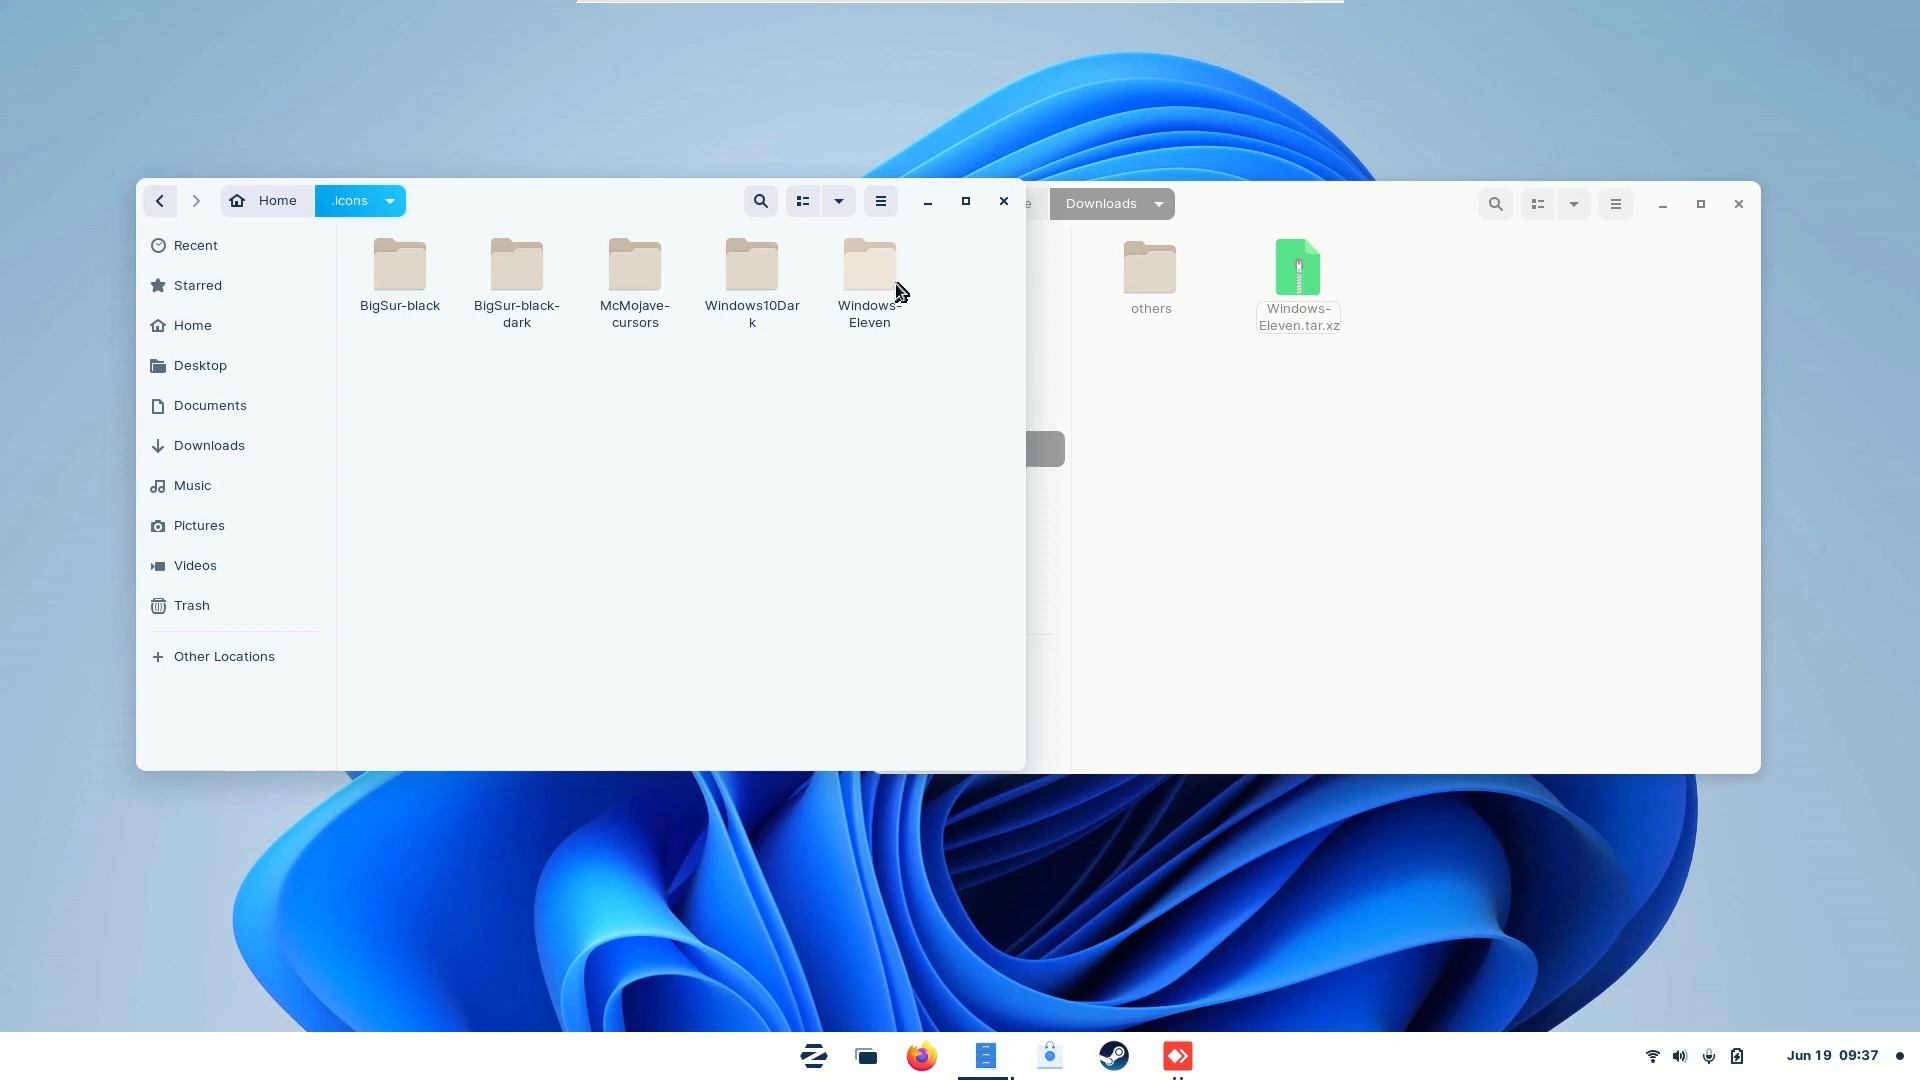 Home
.icons
Recent
Starred
Home
Desktop
Documents
Downloads
Music
Pictures
Videos
Trash
Other Locations
BigSur-black
BigSur-black-
dark
McMojave-
cursors
Windows10Dar
k
Windows-
Eleven
e
Downloads
others
Windows-
Eleven.tar.xz
Jun 19 09:37